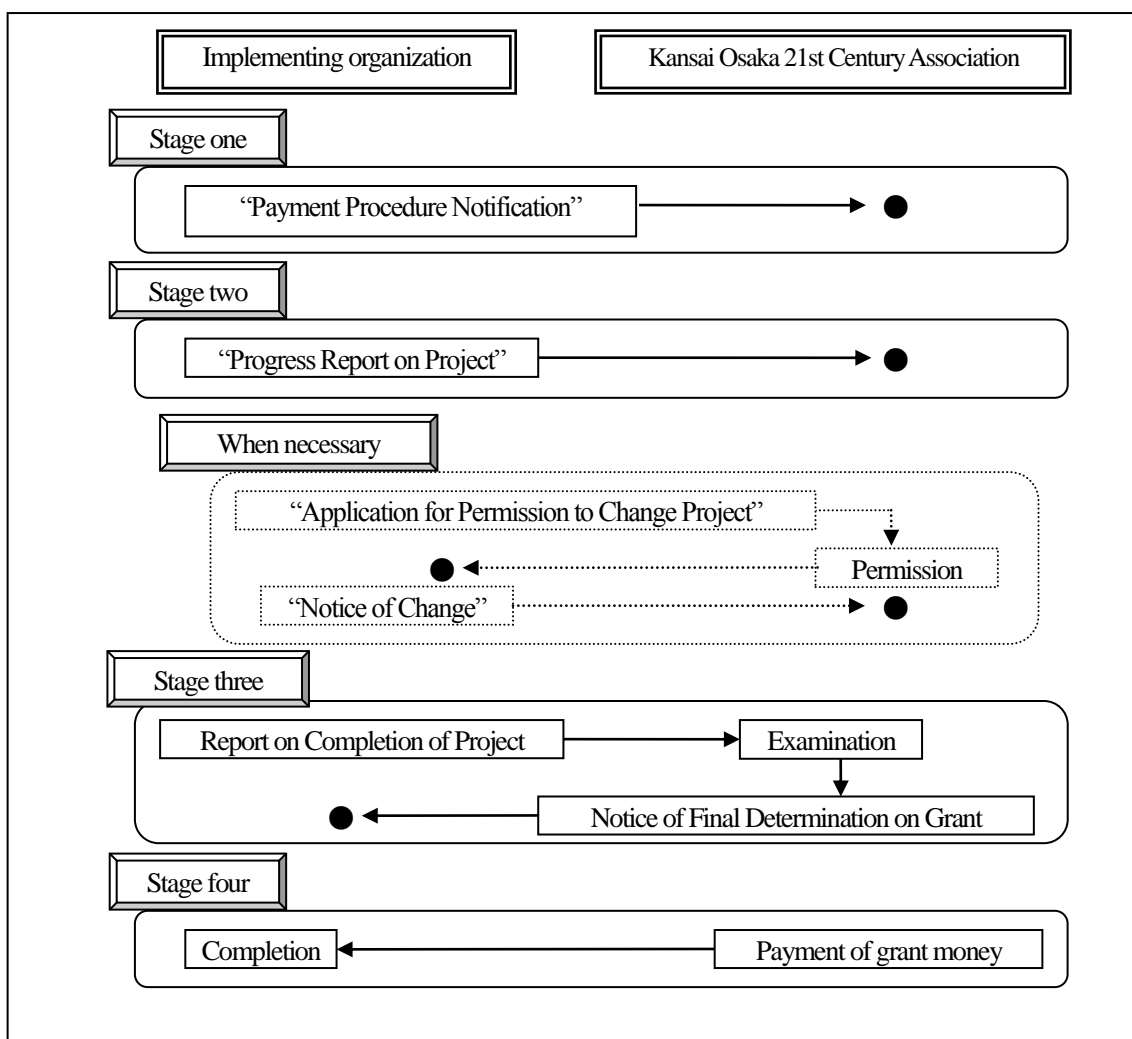 Implementing organization
Kansai Osaka 21st Century Association
Stage one
“Payment Procedure Notification”
Stage two
“Progress Report on Project”
When necessary
“Application for Permission to Change Project”
Permission
“Notice of Change”
Stage three
Report on Completion of Project
Examination
Notice of Final Determination on Grant
Stage four
Completion
Payment of grant money